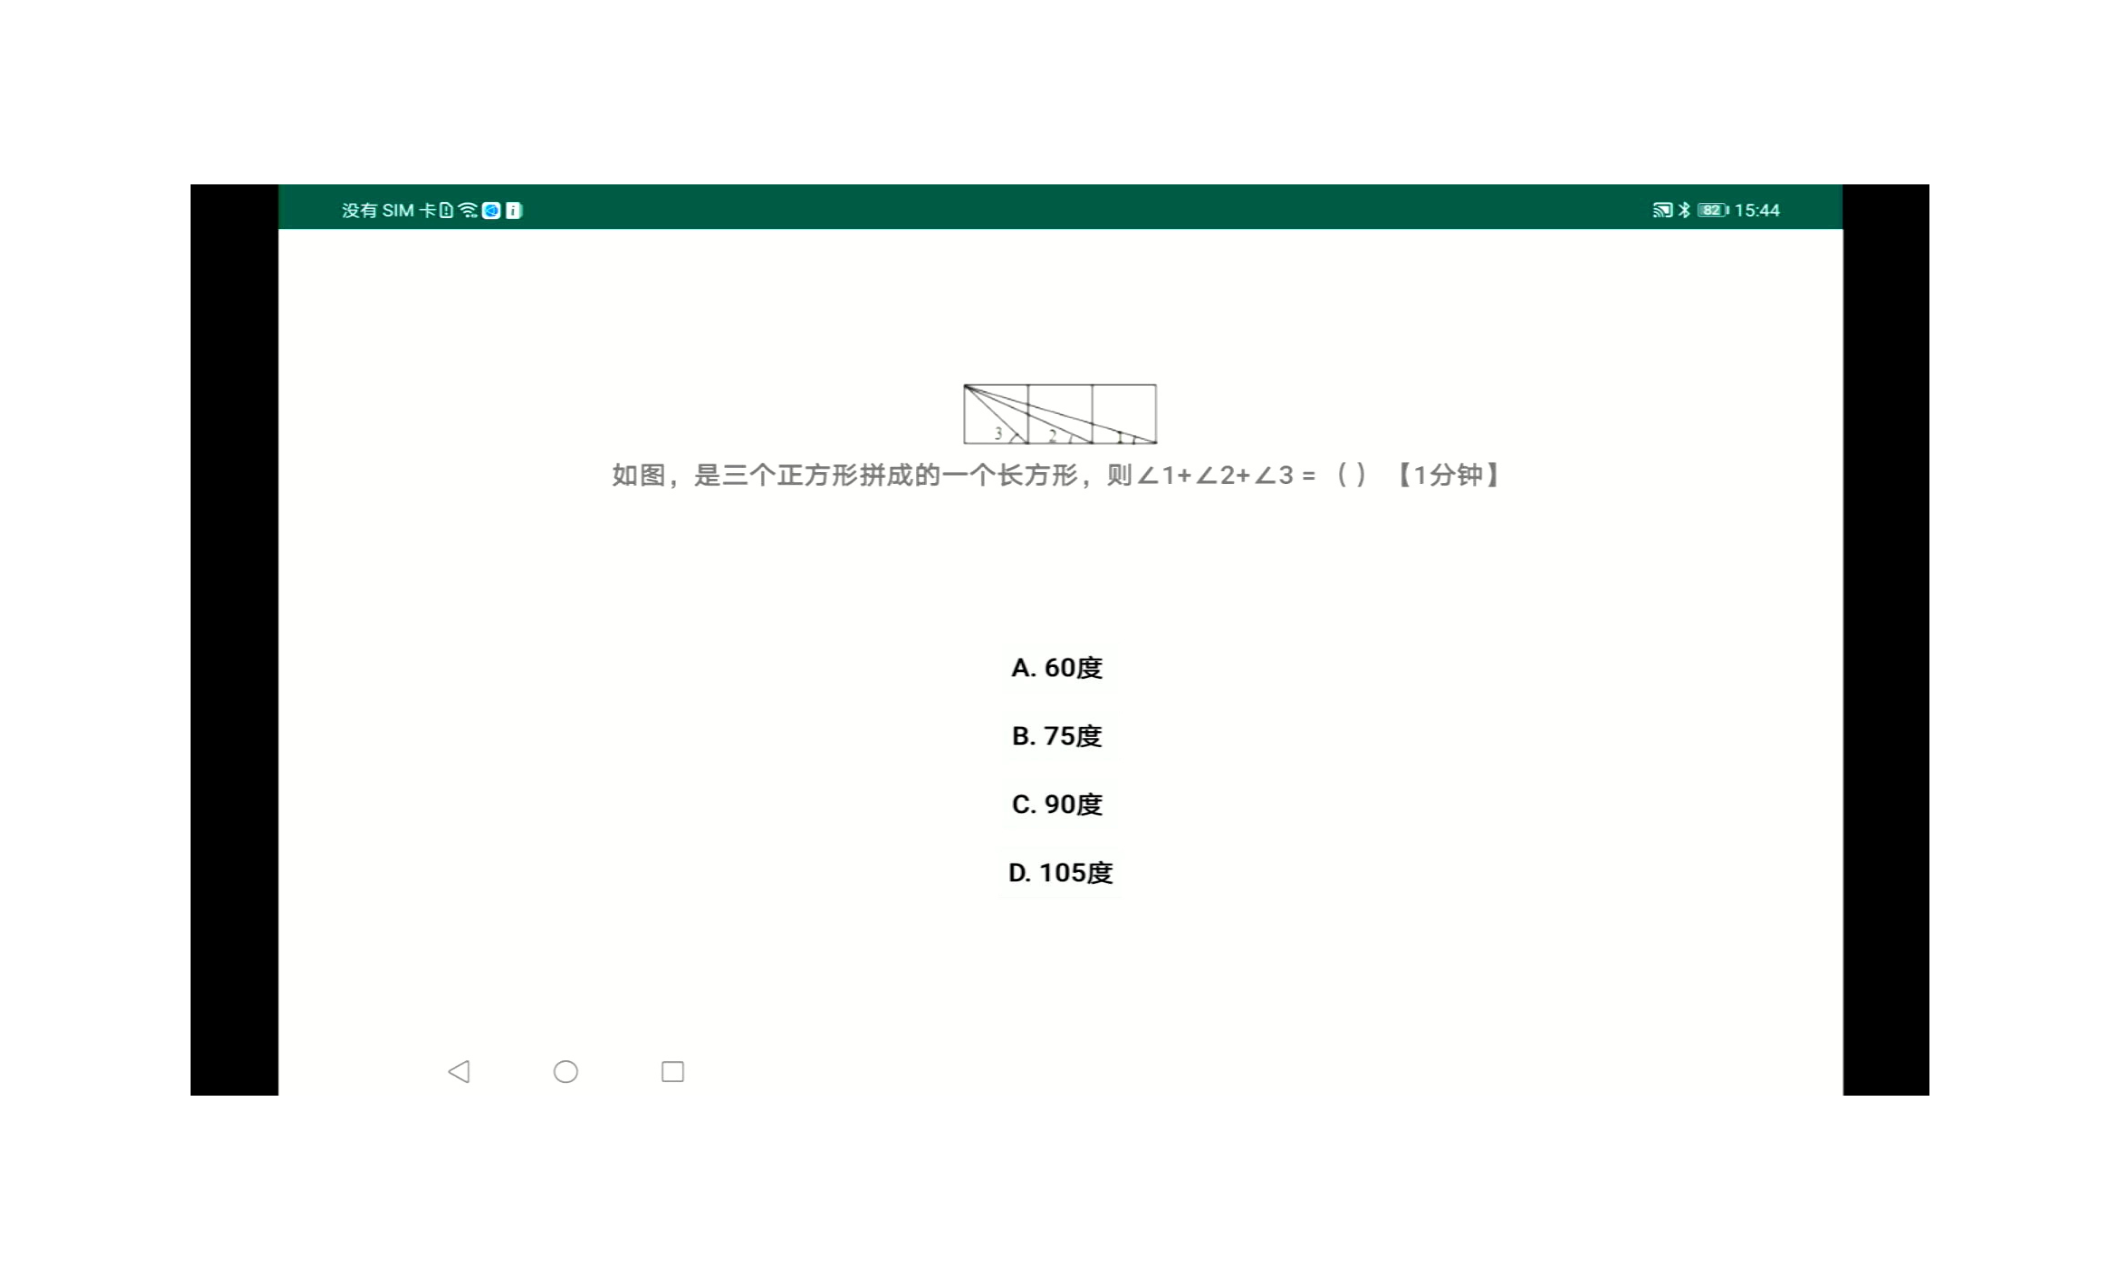 没有 SIM 卡
82 15:44
3 2 1
如图，是三个正方形拼成的一个长方形，则∠1+∠2+∠3 =（ ）【1分钟】
A. 60度
B. 75度
C. 90度
D. 105度